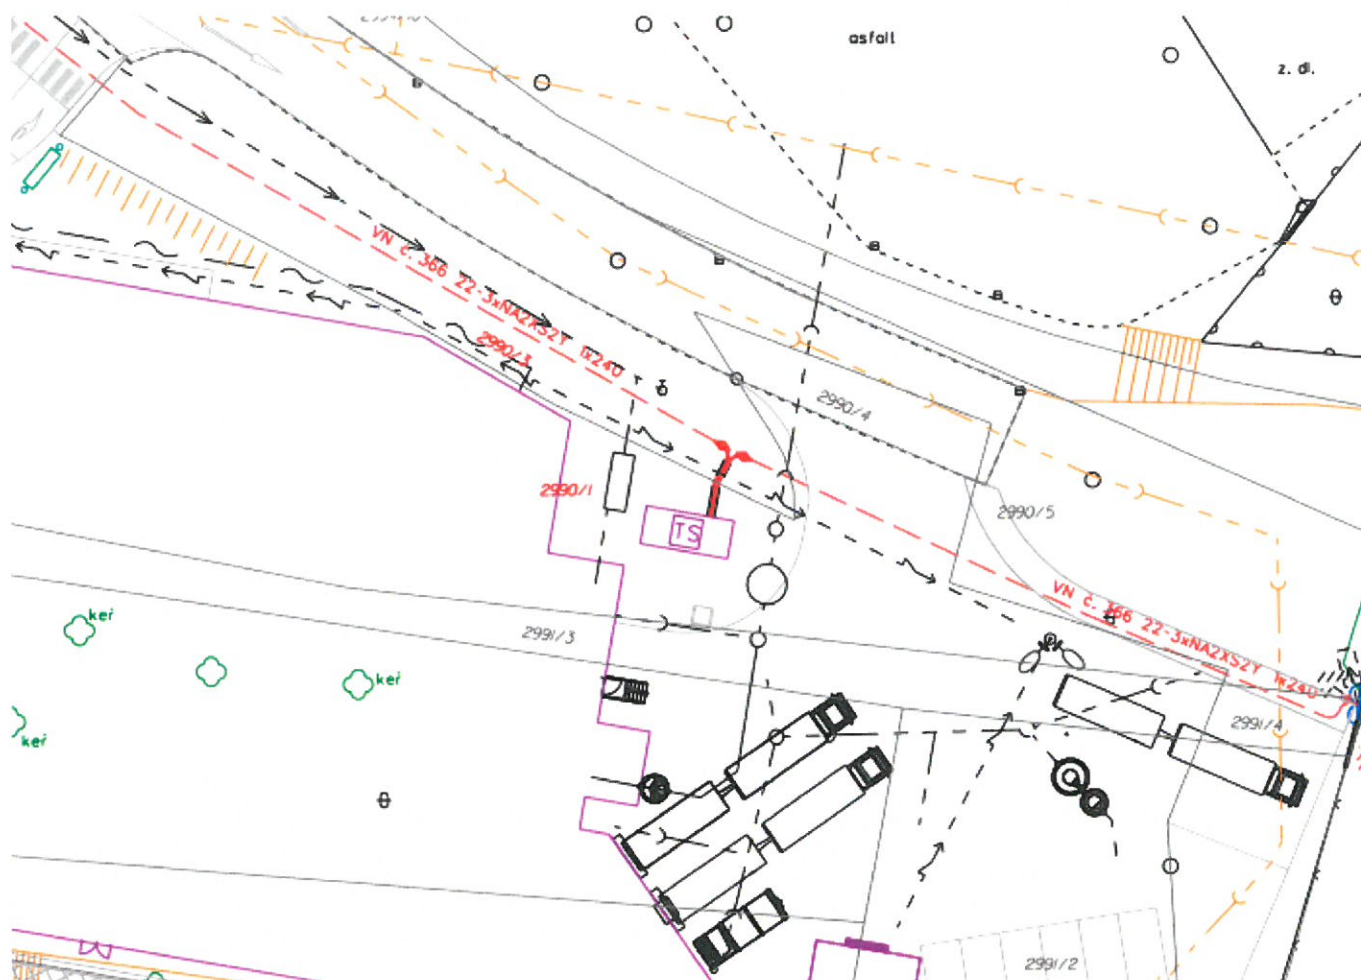 asfalt
z. dl.
VN č. 366 22-3xNA2XS2Y 1x240
2990/3
2990/4
2990/1
TS
2990/5
keř
2991/3
VN č. 366 22-3xNA2XS2Y 1x240
keř
keř
2991/4
2991/2